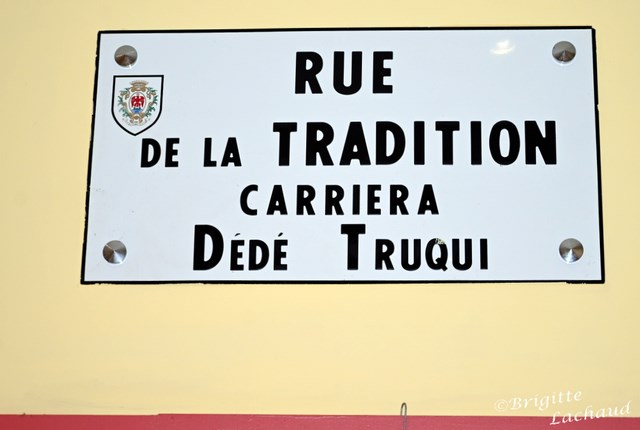 RUE
DE LA TRADITION
CARRIERA
DÉDÉ TRUQUI
©Brigitte
Lachaud